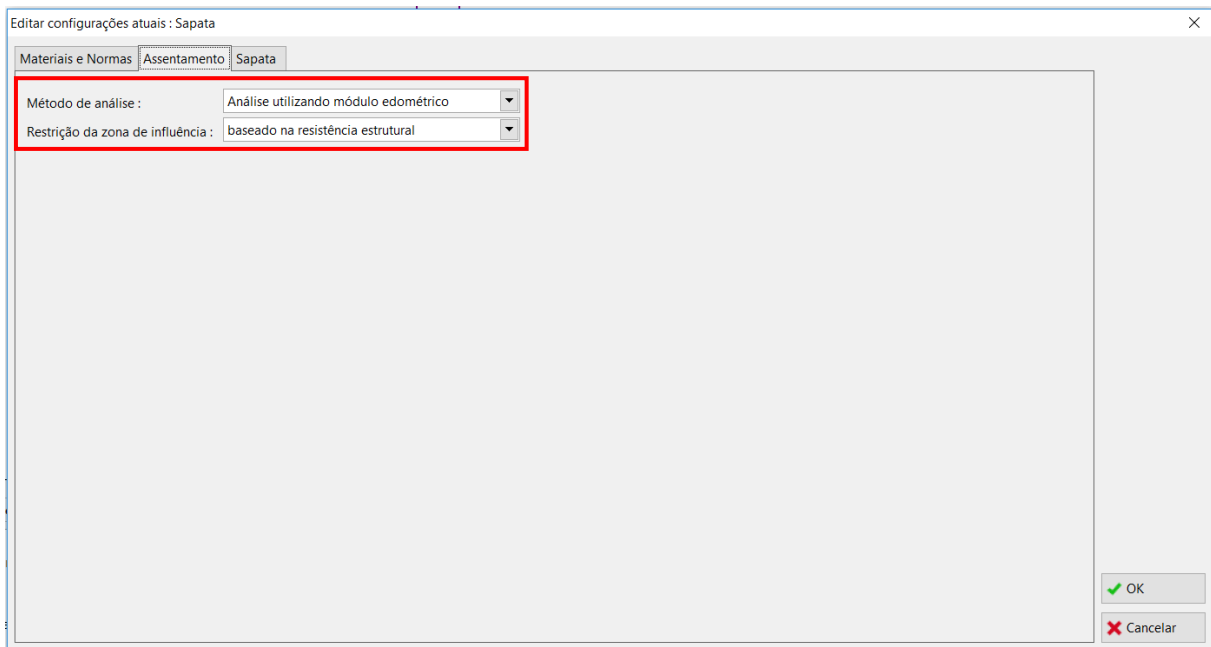 Editar configurações atuais : Sapata
Materiais e Normas Assentamento Sapata
Método de análise : Análise utilizando módulo edométrico
Restrição da zona de influência : baseado na resistência estrutural
OK
Cancelar